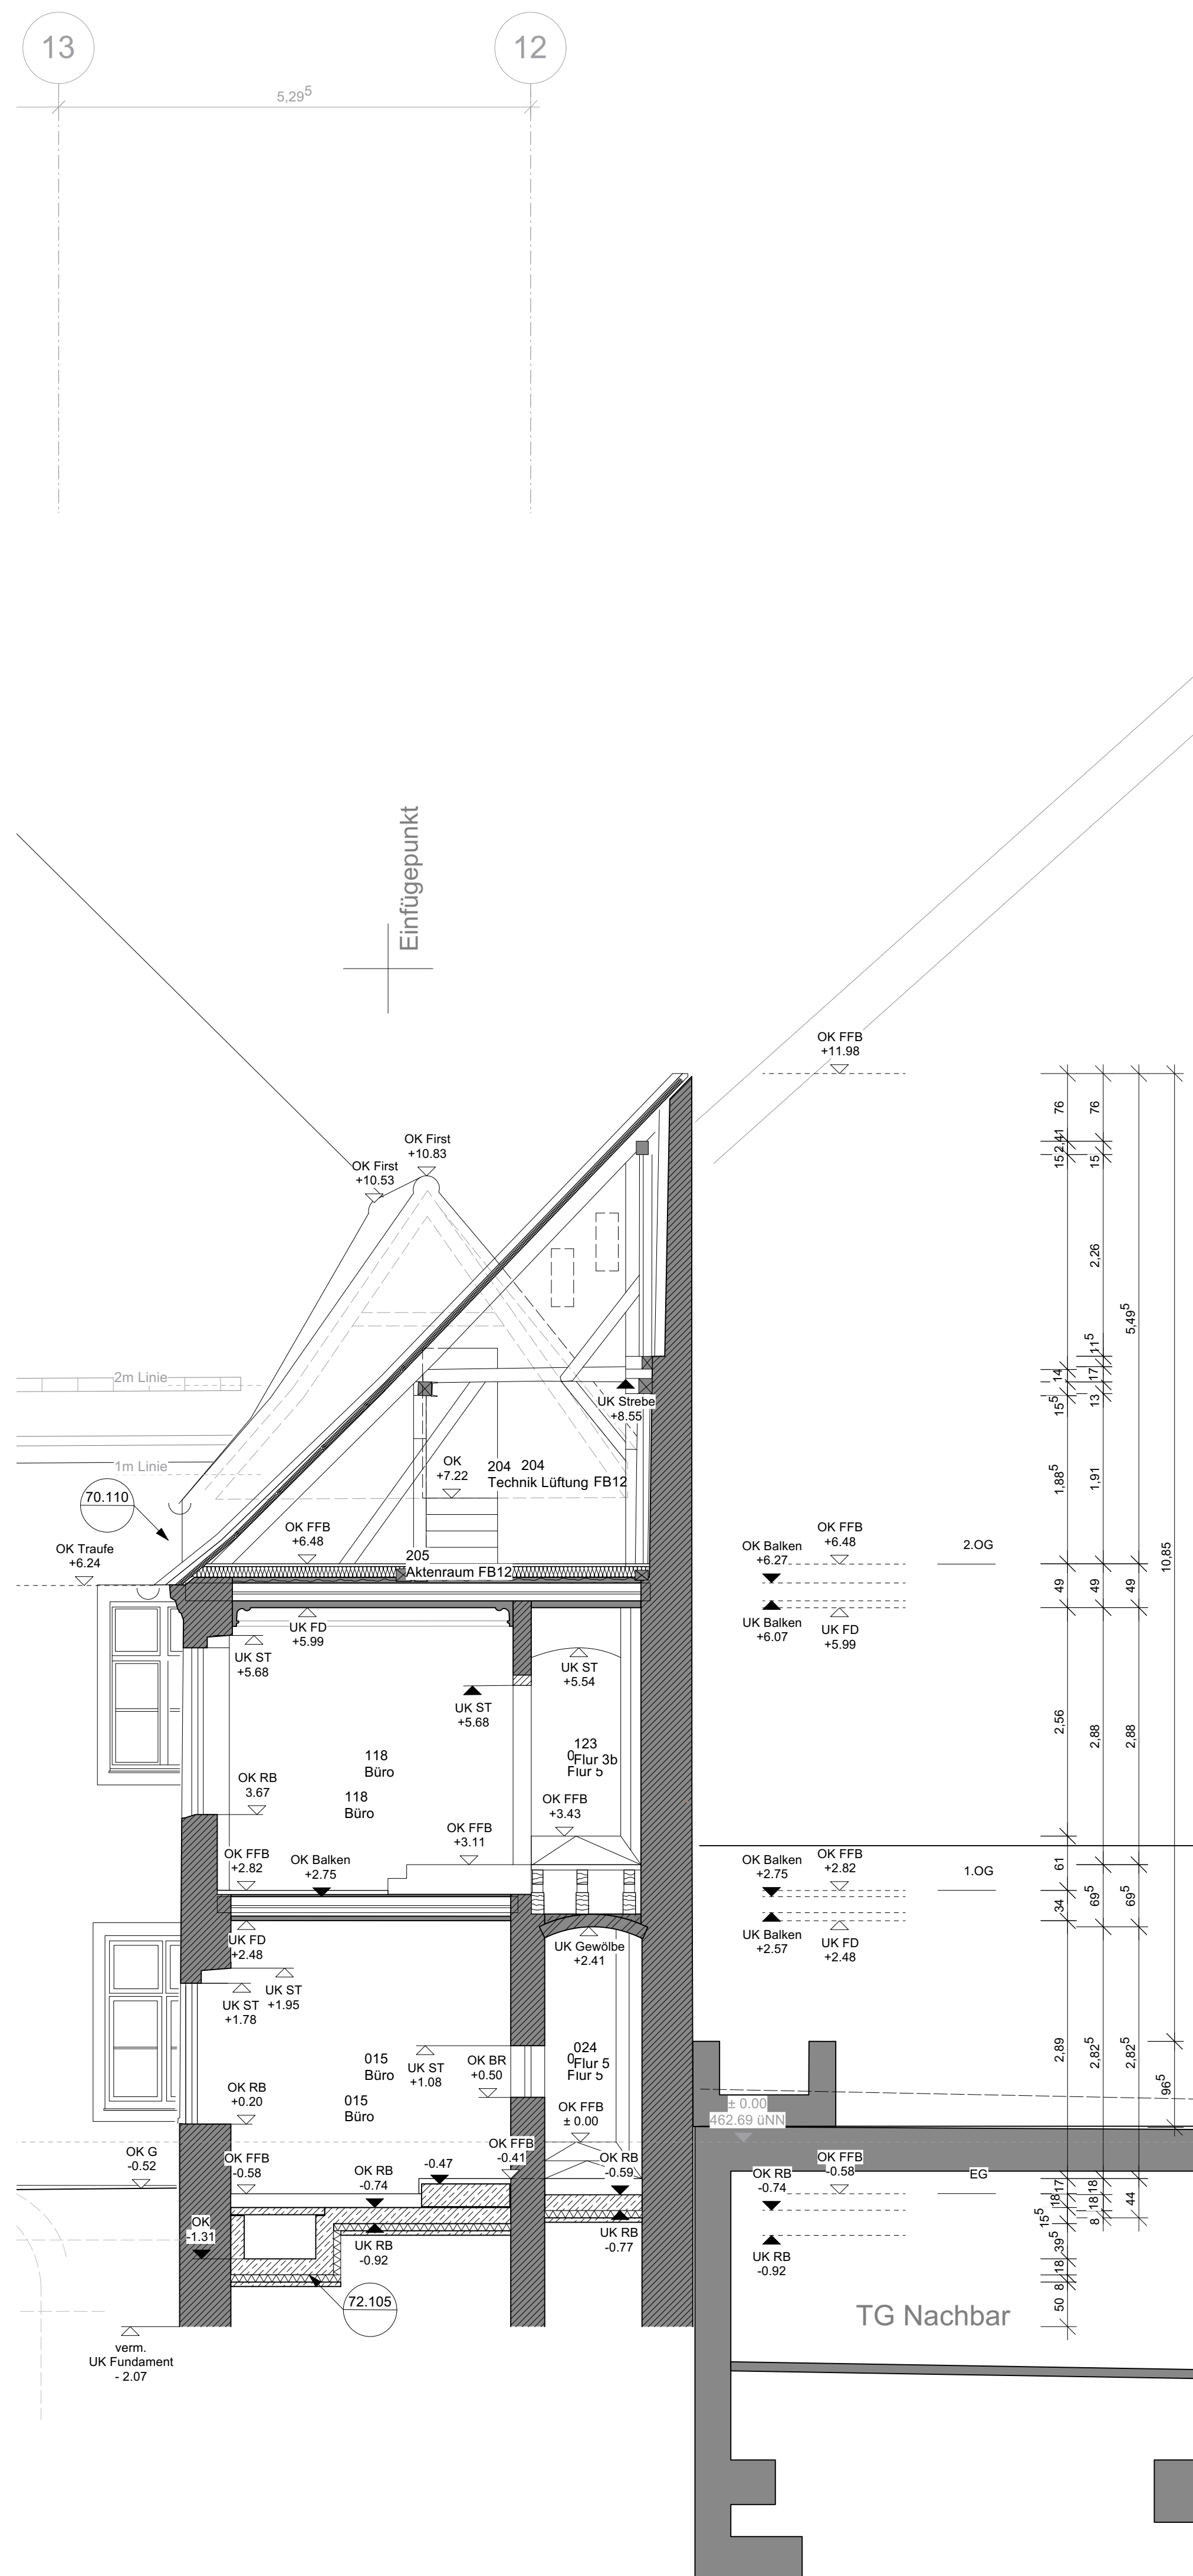 13
12
5,29⁵
Einfügepunkt
OK FFB
+11.98
OK First
+10.83
OK First
+10.53
2m Linie
1m Linie
UK Strebe
+8.55
OK
+7.22
204 204
Technik Lüftung FB12
70.110
OK Traufe
+6.24
OK FFB
+6.48
205
Aktenraum FB12
UK FD
+5.99
UK ST
+5.68
UK ST
+5.54
UK ST
+5.68
118
Büro
118
Büro
123
0Flur 3b
Flur 5
OK RB
3.67
OK FFB
+3.43
OK FFB
+3.11
OK FFB
+2.82
OK Balken
+2.75
UK FD
+2.48
UK Gewölbe
+2.41
UK ST
+1.95
UK ST
+1.78
UK ST
+1.08
OK BR
+0.50
015
Büro
015
Büro
024
0Flur 5
Flur 5
OK RB
+0.20
OK FFB
± 0.00
OK G
-0.52
OK FFB
-0.58
OK RB
-0.74
-0.47
OK FFB
-0.41
OK RB
-0.59
OK
-1.31
UK RB
-0.92
UK RB
-0.77
72.105
verm.
UK Fundament
- 2.07
OK Balken
+6.27
OK FFB
+6.48
2.OG
UK Balken
+6.07
UK FD
+5.99
OK Balken
+2.75
OK FFB
+2.82
1.OG
UK Balken
+2.57
UK FD
+2.48
± 0.00
462.69 üNN
OK RB
-0.74
OK FFB
-0.58
EG
UK RB
-0.92
TG Nachbar
76
2,41
15
14
15⁵
1,88⁵
49
2,56
61
34
2,89
17
18
15⁵
39⁵
18
8
50
76
15
2,26
11⁵
17
13
1,91
49
2,88
69⁵
2,82⁵
18
18
8
5,49⁵
49
2,88
69⁵
2,82⁵
44
10,85
96⁵